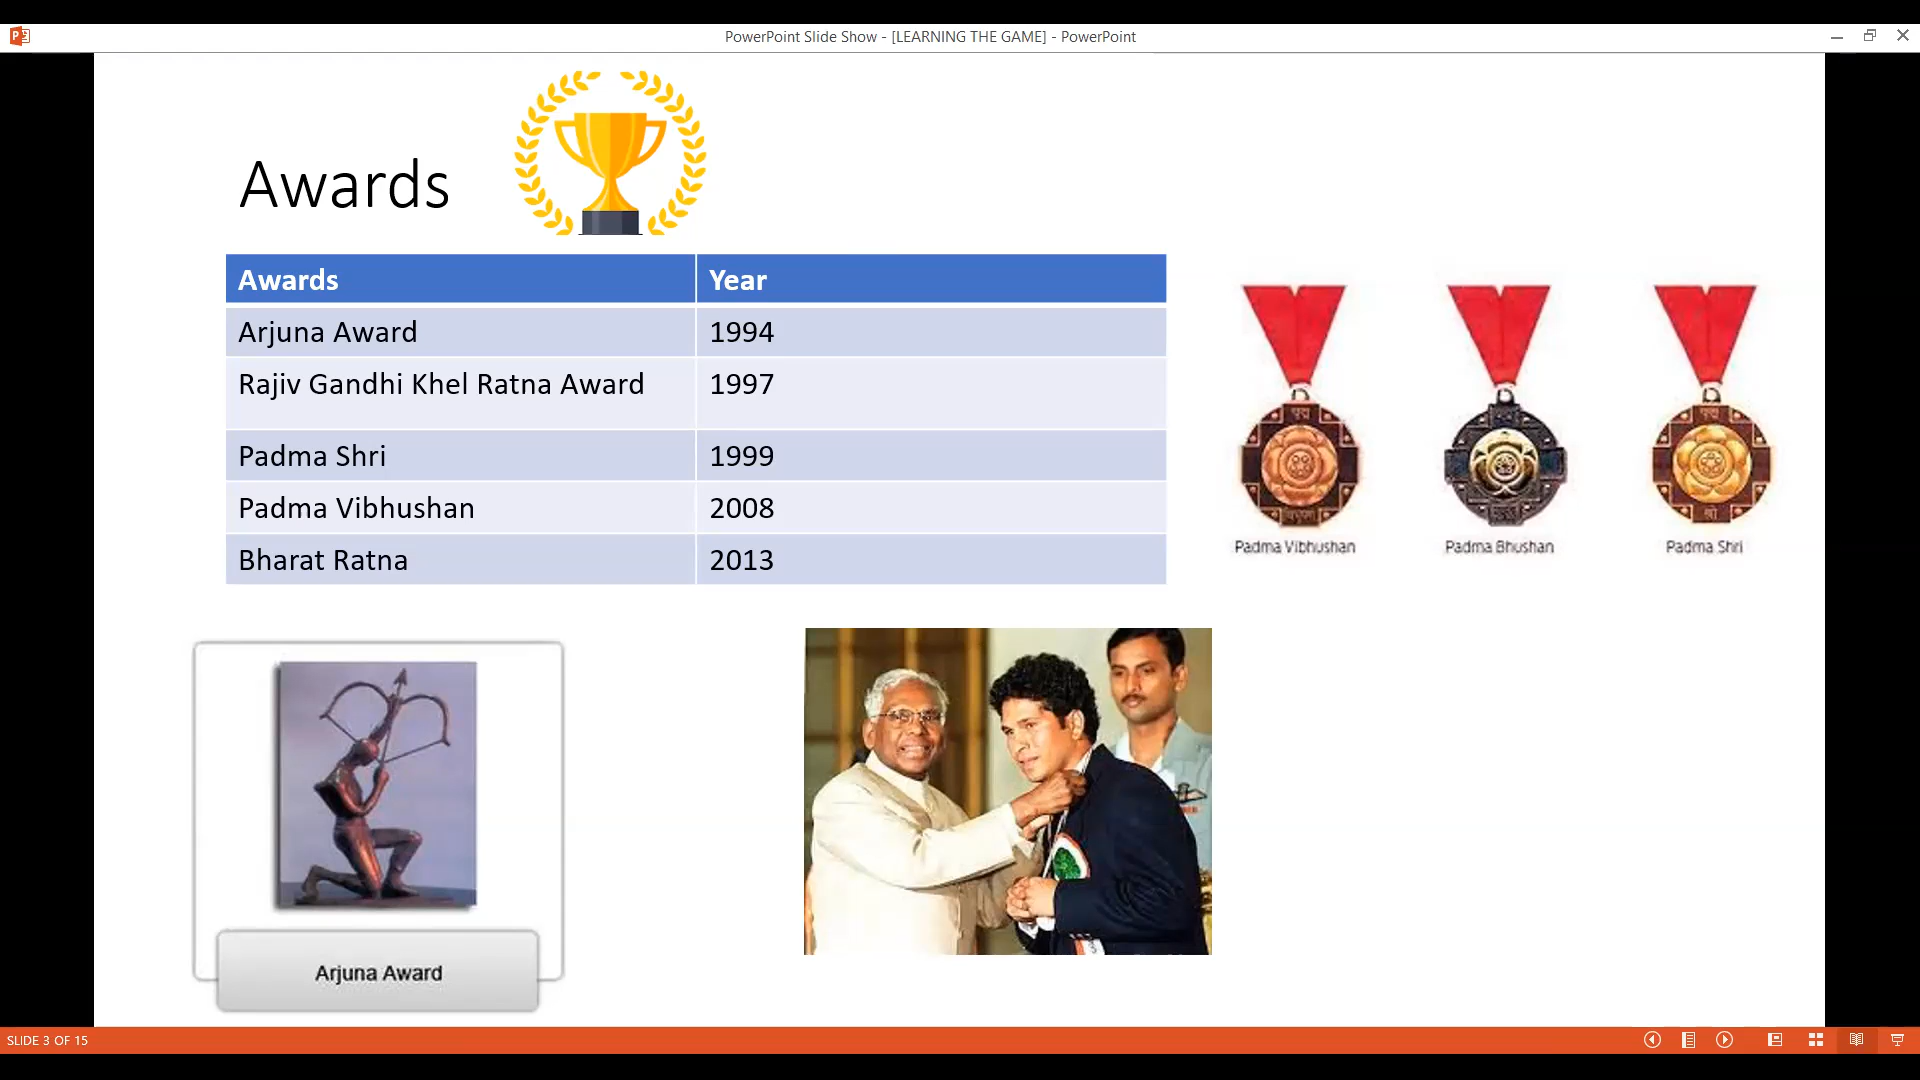 PowerPoint Slide Show - [LEARNING THE GAME] - PowerPoint
Awards
Awards Year
Arjuna Award 1994
Rajiv Gandhi Khel Ratna Award 1997
Padma Shri 1999
Padma Vibhushan 2008
Bharat Ratna 2013
Padma Vibhushan Padma Bhushan Padma Shri
Arjuna Award
SLIDE 3 OF 15